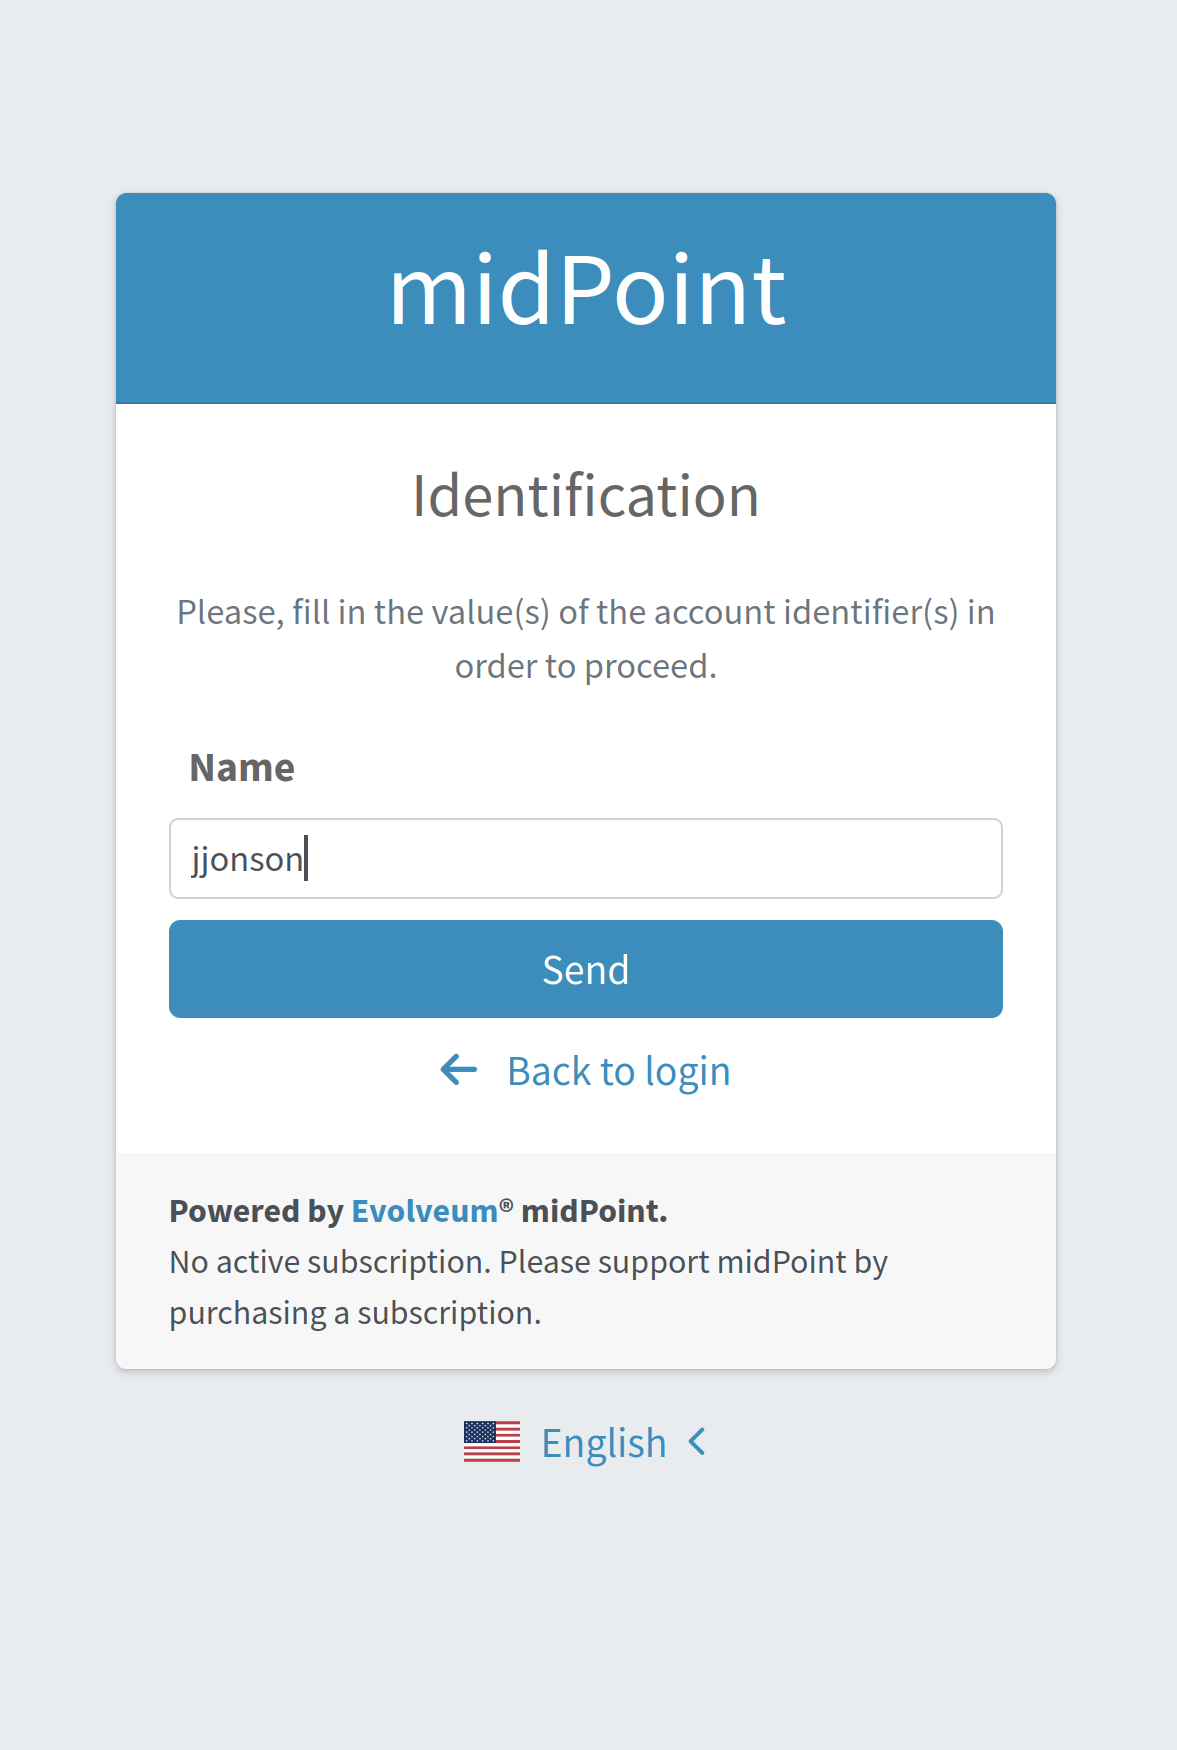 midPoint
Identification
Please, fill in the value(s) of the account identifier(s) in
order to proceed.
Name
jjonson
Send
Back to login
Powered by Evolveum® midPoint.
No active subscription. Please support midPoint by
purchasing a subscription.
English